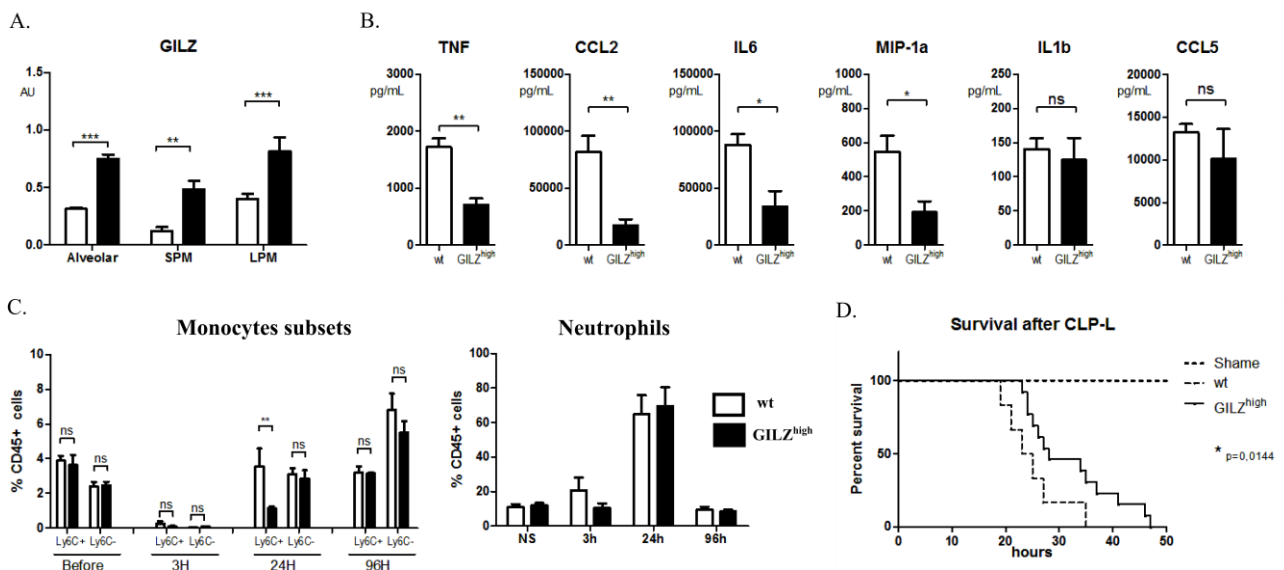 A.
GILZ
1.5
AU
1.0
0.5
0.0
***
**
***
Alveolar SPM LPM
B.
TNF
3000
pg/mL
2000
1000
0
**
wt GILZhigh
CCL2
150000
pg/mL
100000
50000
0
**
wt GILZhigh
IL6
150000
pg/mL
100000
50000
0
*
wt GILZhigh
MIP-1a
1000
pg/mL
800
600
400
200
0
*
wt GILZhigh
IL1b
250
pg/mL
200
150
100
50
0
ns
wt GILZhigh
CCL5
20000
pg/mL
15000
10000
5000
0
ns
wt GILZhigh
C.
Monocytes subsets
% CD45+ cells
10
8
6
4
2
0
ns ns ns ns ** ns ns ns
Ly6C+ Ly6C- Ly6C+ Ly6C- Ly6C+ Ly6C- Ly6C+ Ly6C-
Before 3H 24H 96H
Neutrophils
% CD45+ cells
100
80
60
40
20
0
NS 3h 24h 96h
wt
GILZhigh
D.
Survival after CLP-L
Percent survival
100
50
0
0 10 20 30 40 50
hours
Shame
wt
GILZhigh
* p=0,0144